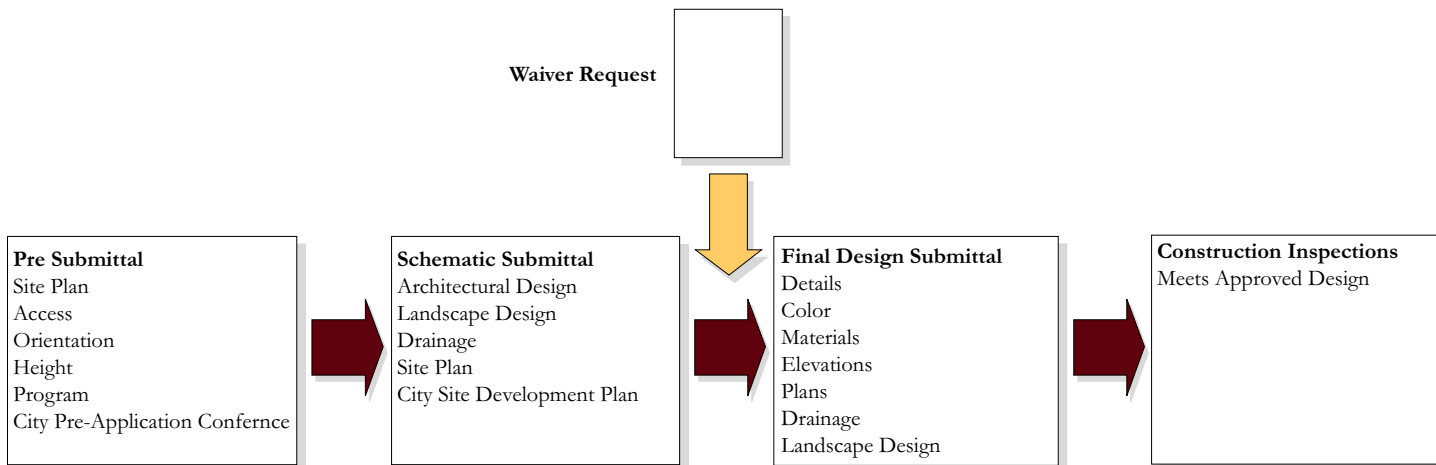 Waiver Request
Pre Submittal
Site Plan
Access
Orientation
Height
Program
City Pre-Application Confernce
Schematic Submittal
Architectural Design
Landscape Design
Drainage
Site Plan
City Site Development Plan
Final Design Submittal
Details
Color
Materials
Elevations
Plans
Drainage
Landscape Design
Construction Inspections
Meets Approved Design